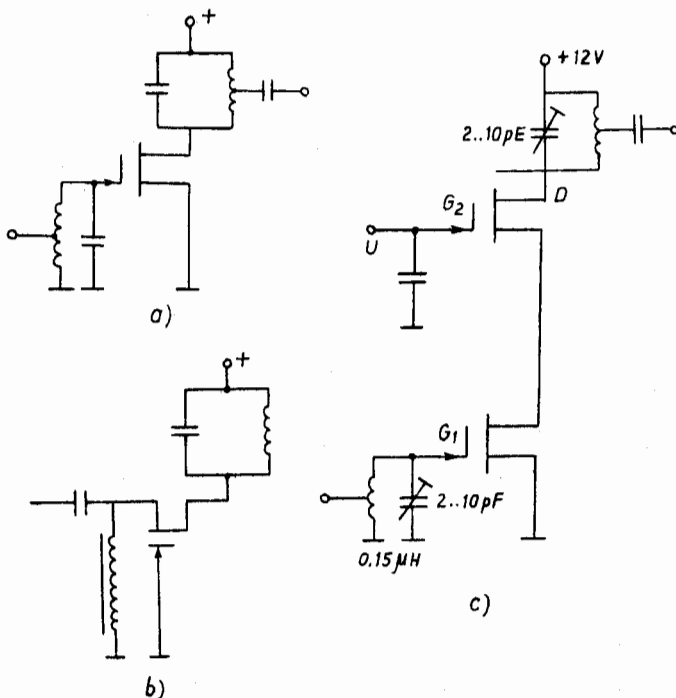 +
a)
+
b)
+12V
2..10pE
D
G2
U
G1
2..10pF
0.15µH
c)